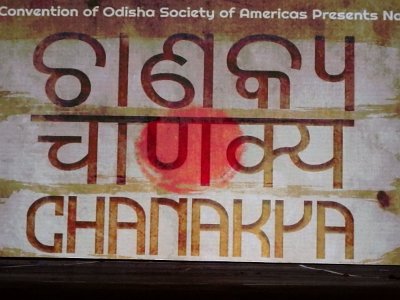 Convention of Odisha Society of Americas Presents
ଚାଣକ୍ୟ
चाणक्य
CHANAKYA